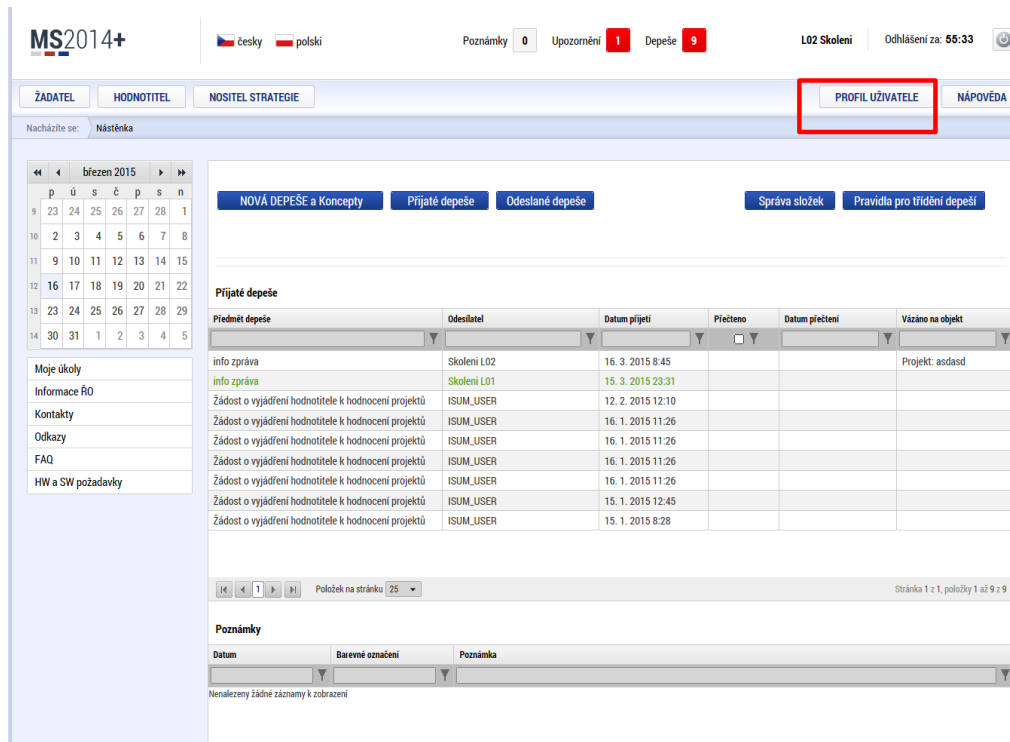 MS2014+ česky polski Poznámky 0 Upozornění 1 Depeše 9 L02 Skoleni Odhlášení za: 55:33
ŽADATEL HODNOTITEL NOSITEL STRATEGIE PROFIL UŽIVATELE NÁPOVĚDA
Nacházíte se: Nástěnka
březen 2015
p ú s č p s n
9 23 24 25 26 27 28 1
10 2 3 4 5 6 7 8
11 9 10 11 12 13 14 15
12 16 17 18 19 20 21 22
13 23 24 25 26 27 28 29
14 30 31 1 2 3 4 5
Moje úkoly
Informace ŘO
Kontakty
Odkazy
FAQ
HW a SW požadavky
NOVÁ DEPEŠE a Koncepty Přijaté depeše Odeslané depeše Správa složek Pravidla pro třídění depeší
Přijaté depeše
Předmět depeše Odesílatel Datum přijetí Přečteno Datum přečtení Vázáno na objekt
info zpráva Skoleni L02 16. 3. 2015 8:45 Projekt: asdasd
info zpráva Skoleni L01 15. 3. 2015 23:31
Žádost o vyjádření hodnotitele k hodnocení projektů ISUM_USER 12. 2. 2015 12:10
Žádost o vyjádření hodnotitele k hodnocení projektů ISUM_USER 16. 1. 2015 11:26
Žádost o vyjádření hodnotitele k hodnocení projektů ISUM_USER 16. 1. 2015 11:26
Žádost o vyjádření hodnotitele k hodnocení projektů ISUM_USER 16. 1. 2015 11:26
Žádost o vyjádření hodnotitele k hodnocení projektů ISUM_USER 16. 1. 2015 11:26
Žádost o vyjádření hodnotitele k hodnocení projektů ISUM_USER 15. 1. 2015 12:45
Žádost o vyjádření hodnotitele k hodnocení projektů ISUM_USER 15. 1. 2015 8:28
1 Položek na stránku 25 Stránka 1 z 1, položky 1 až 9 z 9
Poznámky
Datum Barevné označení Poznámka
Nenalezeny žádné záznamy k zobrazení